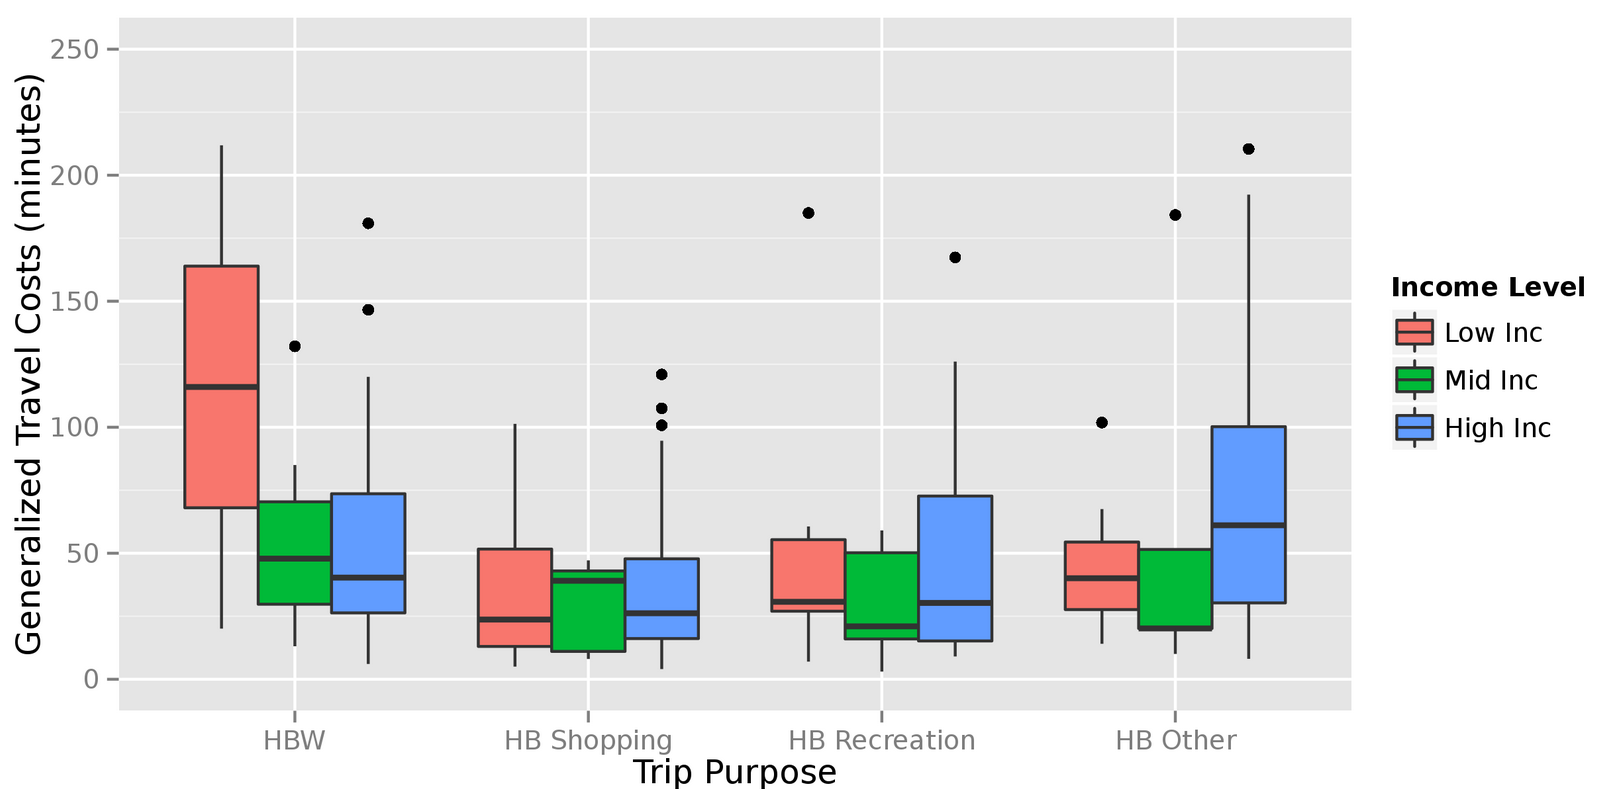 Generalized Travel Costs (minutes)
250
200
150
100
50
0
HBW
HB Shopping
HB Recreation
HB Other
Trip Purpose
Income Level
Low Inc
Mid Inc
High Inc